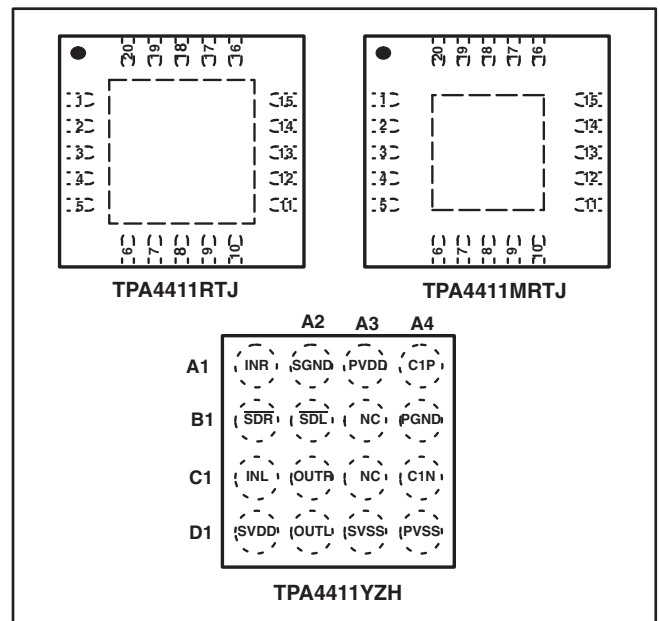 20 19 18 17 16 20 19 18 17 16
1 15 1 15
2 14 2 14
3 13 3 13
4 12 4 12
5 11 5 11
6 7 8 9 10 6 7 8 9 10
TPA4411RTJ TPA4411MRTJ
A2 A3 A4
A1 INR SGND PVDD C1P
B1 SDR SDL NC PGND
C1 INL OUTR NC C1N
D1 SVDD OUTL SVSS PVSS
TPA4411YZH